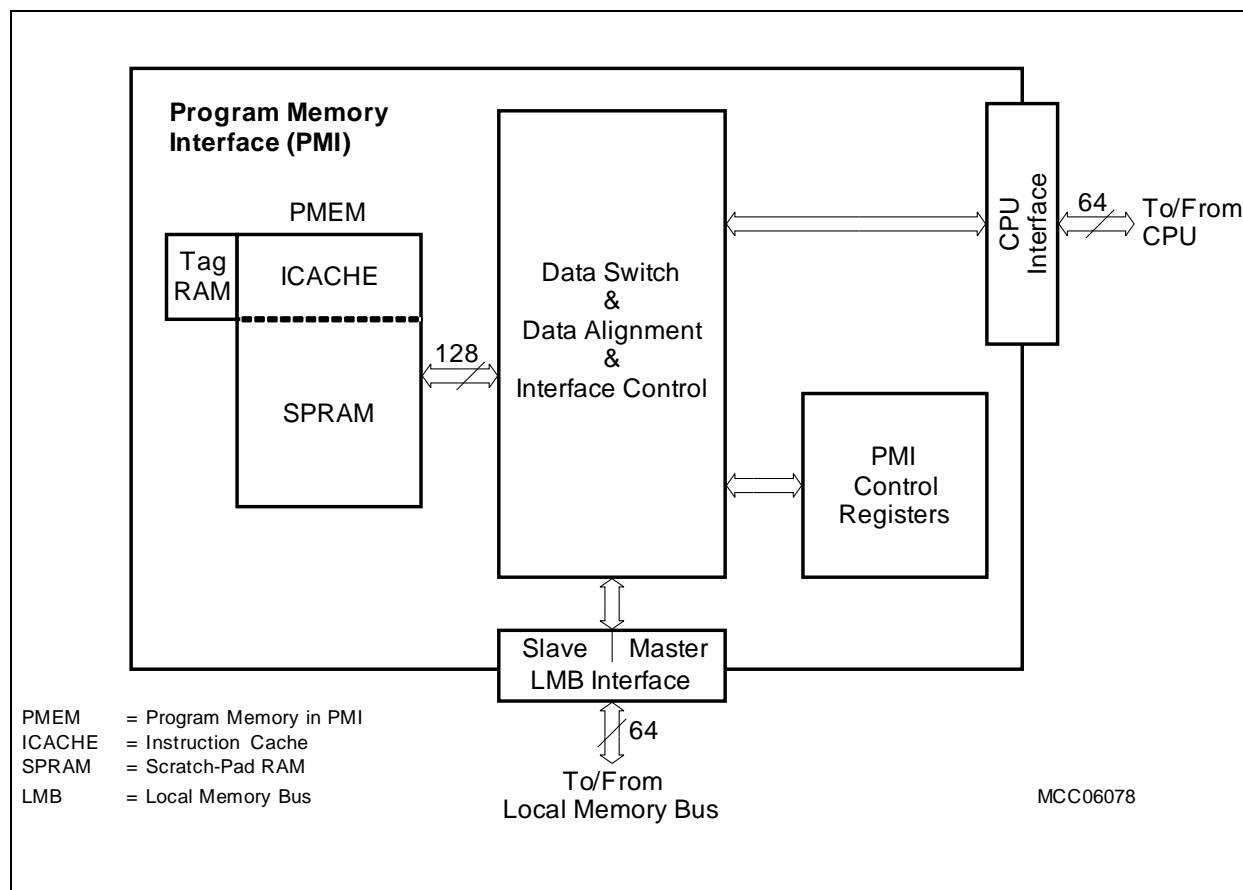 Program Memory
Interface (PMI)
PMEM
Tag
RAM
ICACHE
SPRAM
128
Data Switch
&
Data Alignment
&
Interface Control
CPU
Interface
64
To/From
CPU
PMI
Control
Registers
Slave
Master
LMB Interface
64
To/From
Local Memory Bus
PMEM = Program Memory in PMI
ICACHE = Instruction Cache
SPRAM = Scratch-Pad RAM
LMB = Local Memory Bus
MCC06078